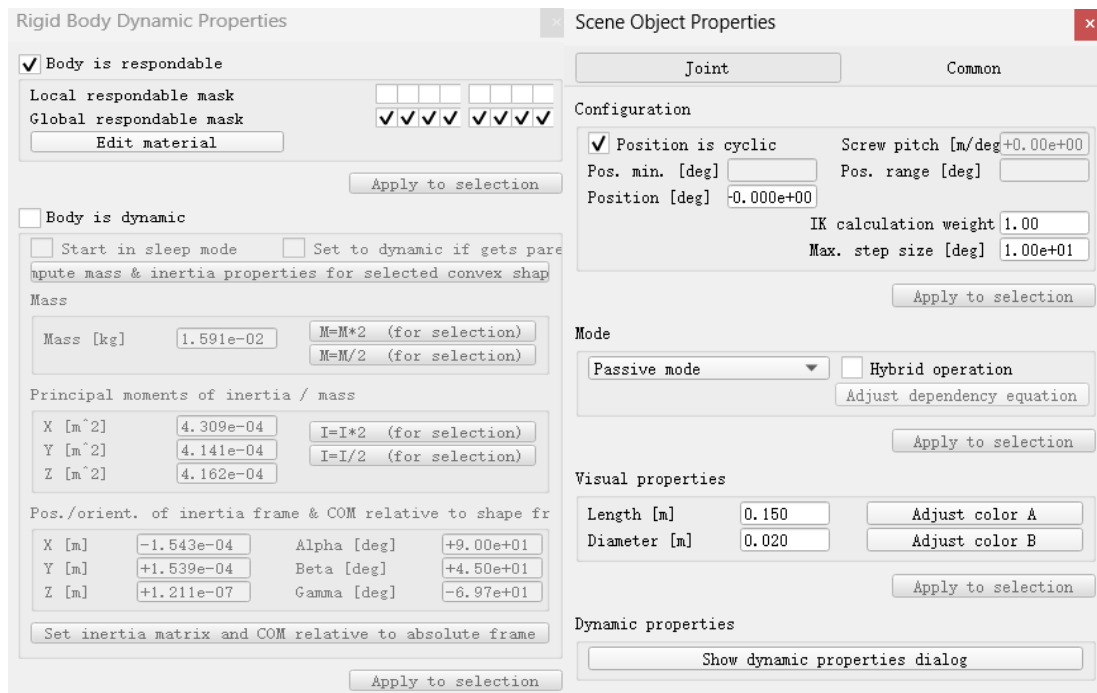 Rigid Body Dynamic Properties
Body is respondable
Local respondable mask
Global respondable mask
Edit material
Apply to selection
Body is dynamic
Start in sleep mode
Set to dynamic if gets pare
mpute mass & inertia properties for selected convex shap
Mass
Mass [kg]
1.591e-02
M=M*2 (for selection)
M=M/2 (for selection)
Principal moments of inertia / mass
X [m^2]
4.309e-04
I=I*2 (for selection)
Y [m^2]
4.141e-04
I=I/2 (for selection)
Z [m^2]
4.162e-04
Pos./orient. of inertia frame & COM relative to shape fr
X [m]
-1.543e-04
Alpha [deg]
+9.00e+01
Y [m]
+1.539e-04
Beta [deg]
+4.50e+01
Z [m]
+1.211e-07
Gamma [deg]
-6.97e+01
Set inertia matrix and COM relative to absolute frame
Apply to selection
Scene Object Properties
Joint
Common
Configuration
Position is cyclic
Screw pitch [m/deg
+0.00e+00
Pos. min. [deg]
Pos. range [deg]
Position [deg]
-0.000e+00
IK calculation weight
1.00
Max. step size [deg]
1.00e+01
Apply to selection
Mode
Passive mode
Hybrid operation
Adjust dependency equation
Apply to selection
Visual properties
Length [m]
0.150
Adjust color A
Diameter [m]
0.020
Adjust color B
Apply to selection
Dynamic properties
Show dynamic properties dialog